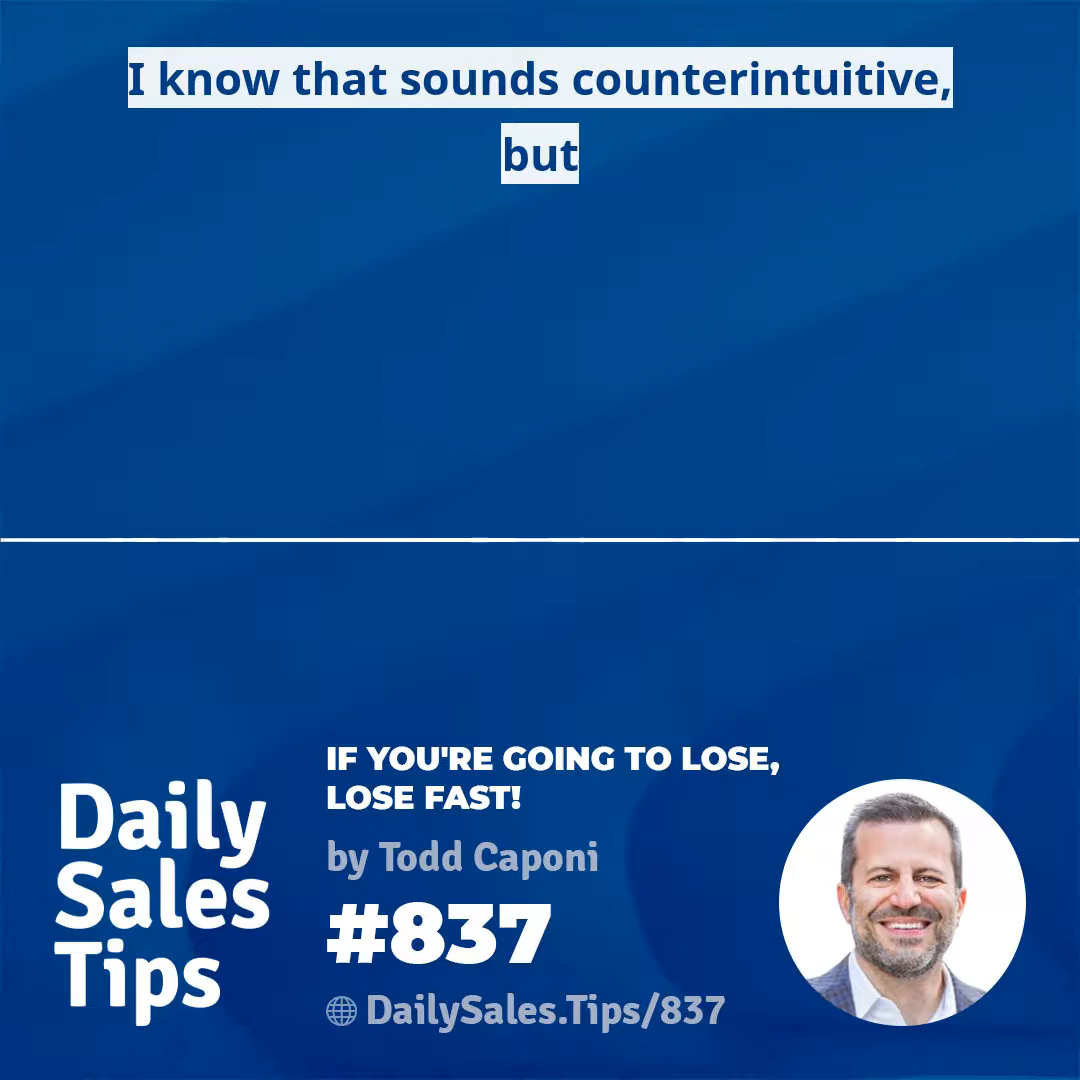 I know that sounds counterintuitive,
but
Daily
Sales
Tips
IF YOU'RE GOING TO LOSE,
LOSE FAST!
by Todd Caponi
#837
DailySales.Tips/837